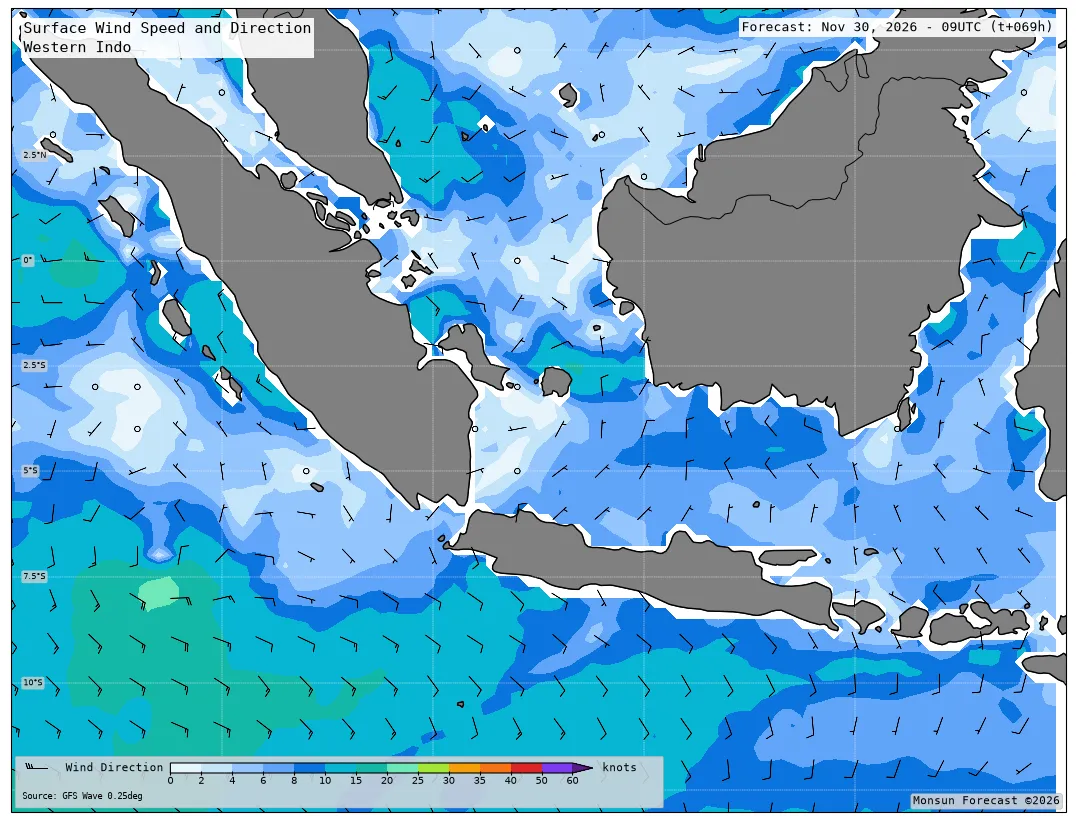 Surface Wind Speed and Direction
Western Indo
Forecast: Nov 30, 2026 - 09UTC (t+069h)
2.5°N
0°
2.5°S
5°S
7.5°S
10°S
Wind Direction
0 2 4 6 8 10 15 20 25 30 35 40 50 60
knots
Source: GFS Wave 0.25deg
Monsun Forecast ©2026